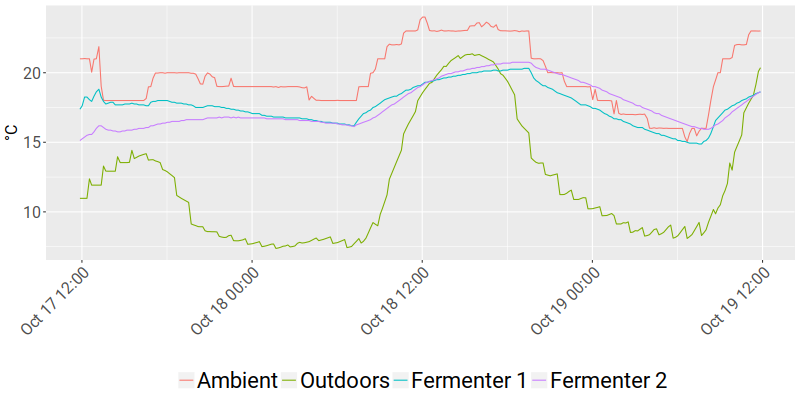 °C
20
15
10
Oct 17 12:00
Oct 18 00:00
Oct 18 12:00
Oct 19 00:00
Oct 19 12:00
Ambient Outdoors Fermenter 1 Fermenter 2